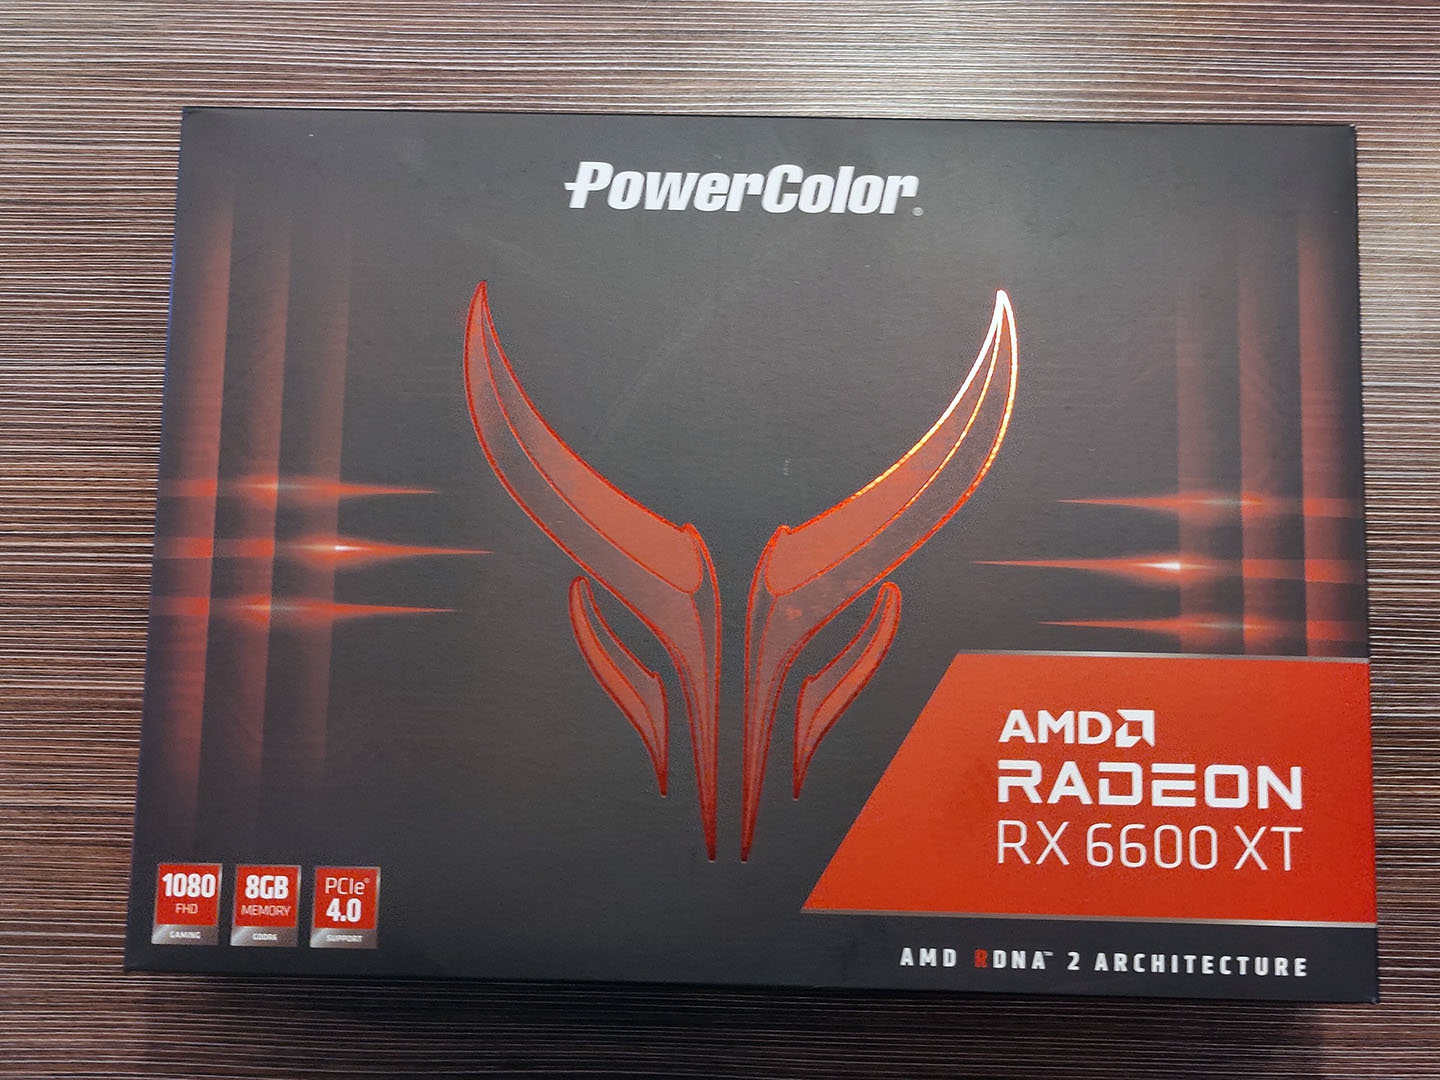 PowerColor®
AMD
RADEON
RX 6600 XT
1080
FHD
GAMING
8GB
MEMORY
GDDR6
PCIe®
4.0
SUPPORT
AMD RDNA™ 2 ARCHITECTURE